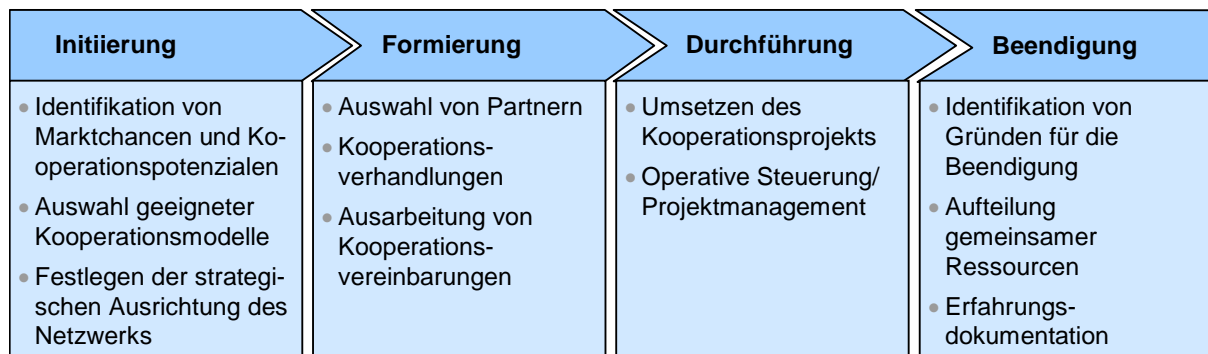 Initiierung
Formierung
Durchführung
Beendigung
• Identifikation von
Marktchancen und Ko-
operationspotenzialen
• Auswahl geeigneter
Kooperationsmodelle
• Festlegen der strategi-
schen Ausrichtung des
Netzwerks
• Auswahl von Partnern
• Kooperations-
verhandlungen
• Ausarbeitung von
Kooperations-
vereinbarungen
• Umsetzen des
Kooperationsprojekts
• Operative Steuerung/
Projektmanagement
• Identifikation von
Gründen für die
Beendigung
• Aufteilung
gemeinsamer
Ressourcen
• Erfahrungs-
dokumentation